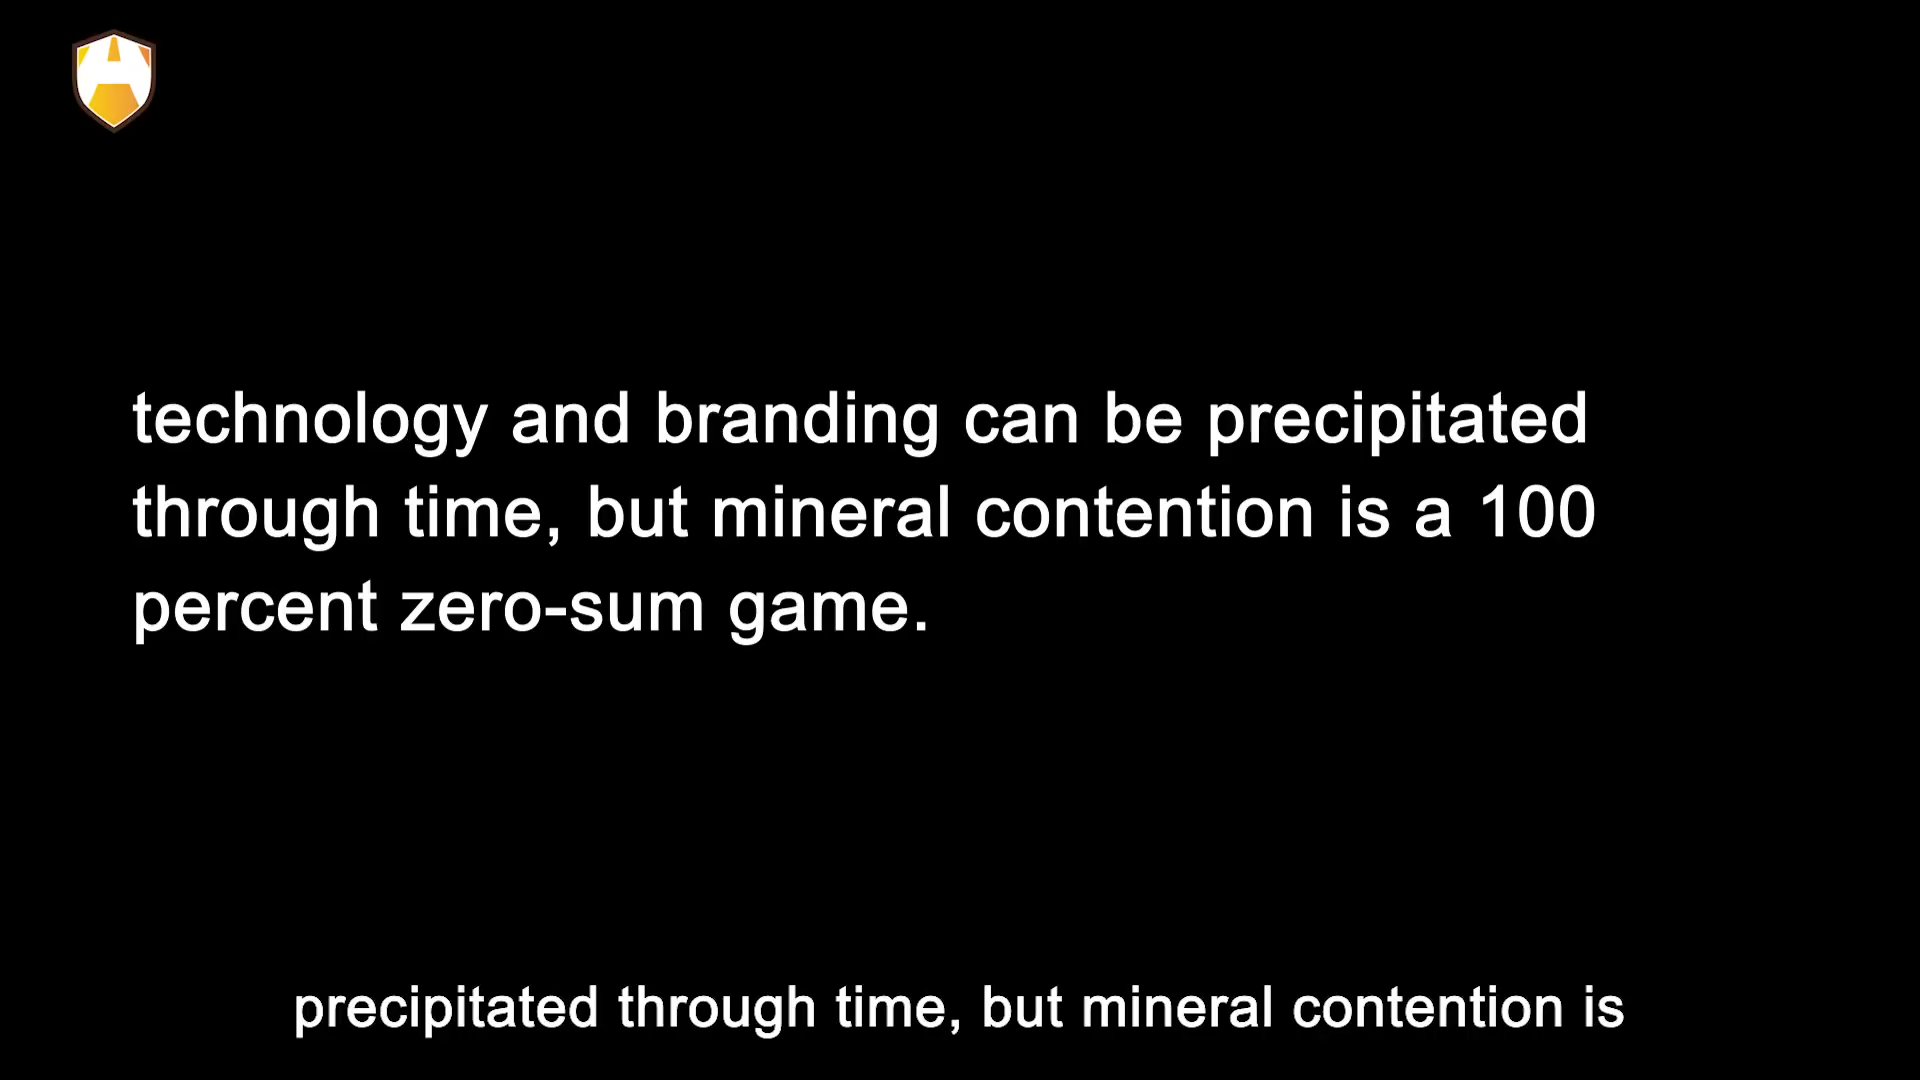 technology and branding can be precipitated
through time, but mineral contention is a 100
percent zero-sum game.
precipitated through time, but mineral contention is